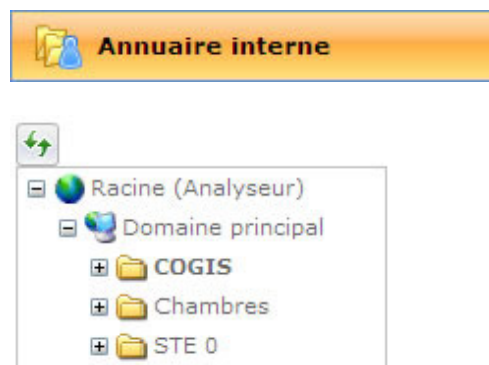 Annuaire interne
Racine (Analyseur)
Domaine principal
COGIS
Chambres
STE 0